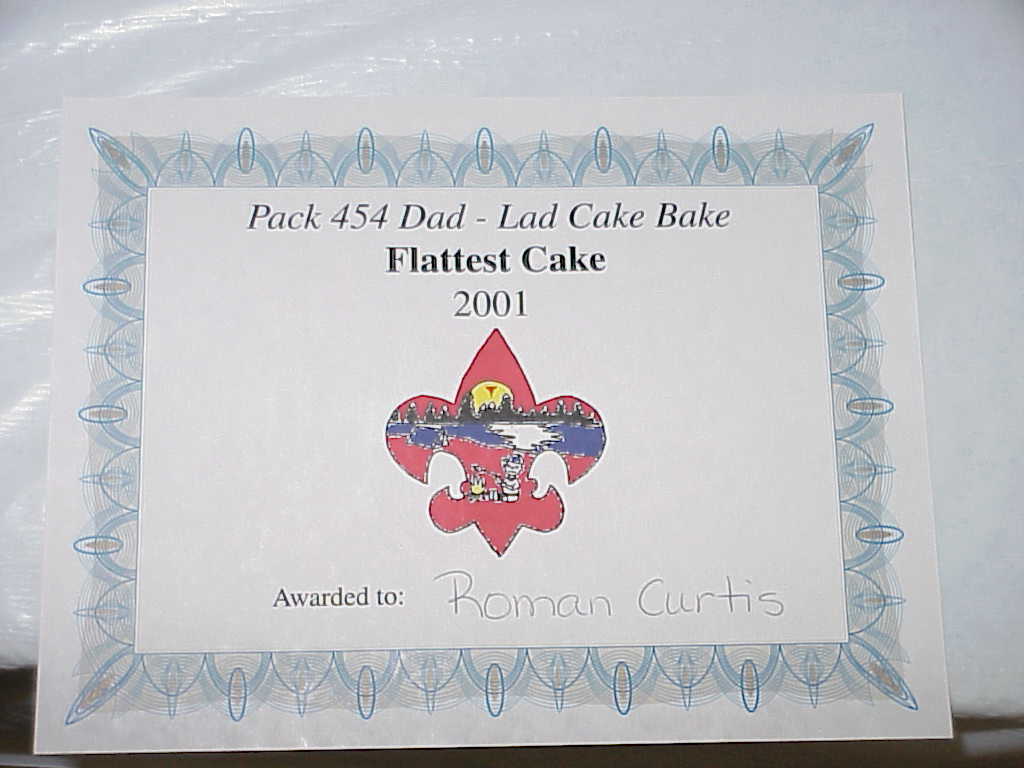 Pack 454 Dad - Lad Cake Bake
Flattest Cake
2001
Awarded to: Roman Curtis